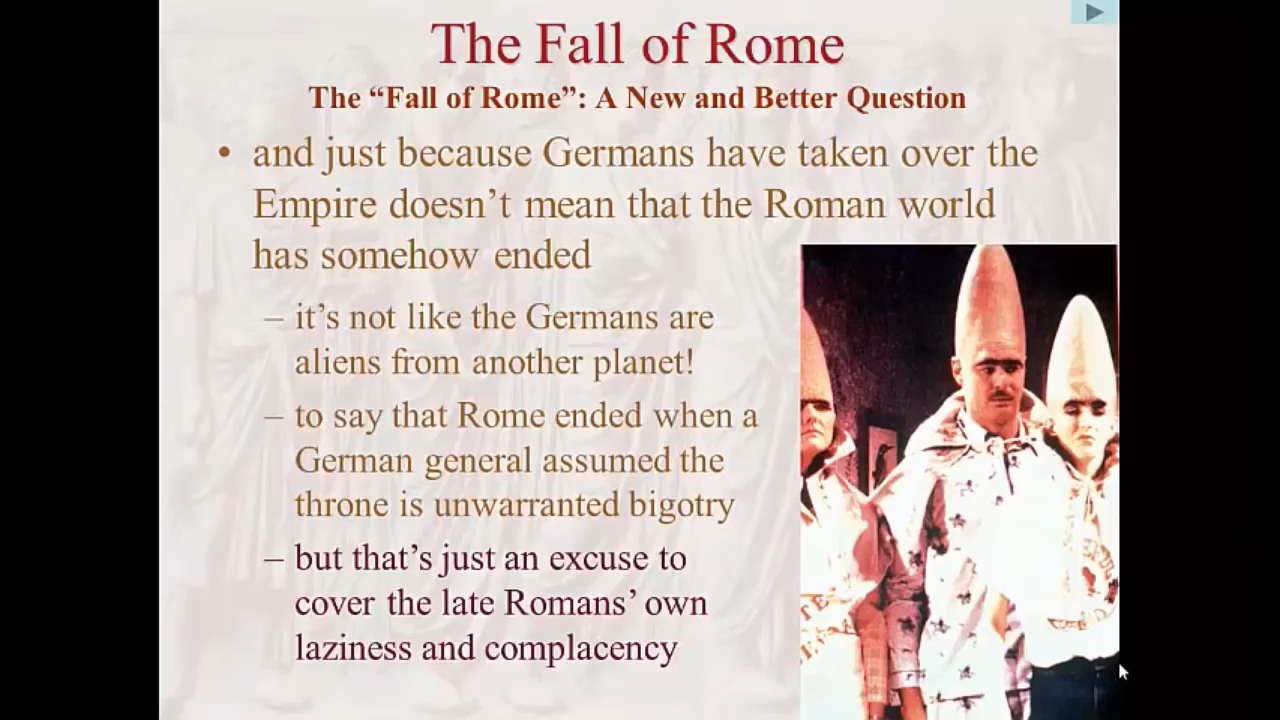 The Fall of Rome
The “Fall of Rome”: A New and Better Question
• and just because Germans have taken over the
Empire doesn’t mean that the Roman world
has somehow ended
– it’s not like the Germans are
aliens from another planet!
– to say that Rome ended when a
German general assumed the
throne is unwarranted bigotry
– but that’s just an excuse to
cover the late Romans’ own
laziness and complacency